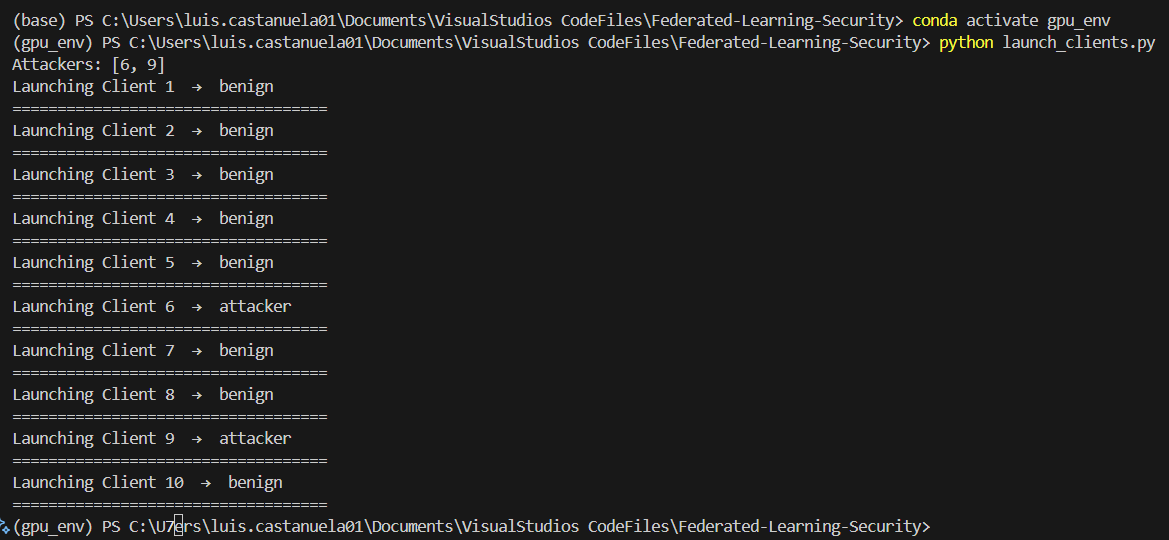 (base) PS C:\Users\luis.castanuela01\Documents\VisualStudios CodeFiles\Federated-Learning-Security> conda activate gpu_env
(gpu_env) PS C:\Users\luis.castanuela01\Documents\VisualStudios CodeFiles\Federated-Learning-Security> python launch_clients.py
Attackers: [6, 9]
Launching Client 1 → benign
===================================
Launching Client 2 → benign
===================================
Launching Client 3 → benign
===================================
Launching Client 4 → benign
===================================
Launching Client 5 → benign
===================================
Launching Client 6 → attacker
===================================
Launching Client 7 → benign
===================================
Launching Client 8 → benign
===================================
Launching Client 9 → attacker
===================================
Launching Client 10 → benign
===================================
(gpu_env) PS C:\U7ers\luis.castanuela01\Documents\VisualStudios CodeFiles\Federated-Learning-Security>